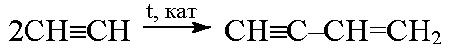 2CH≡CH t, кат → CH≡C–CH=CH₂